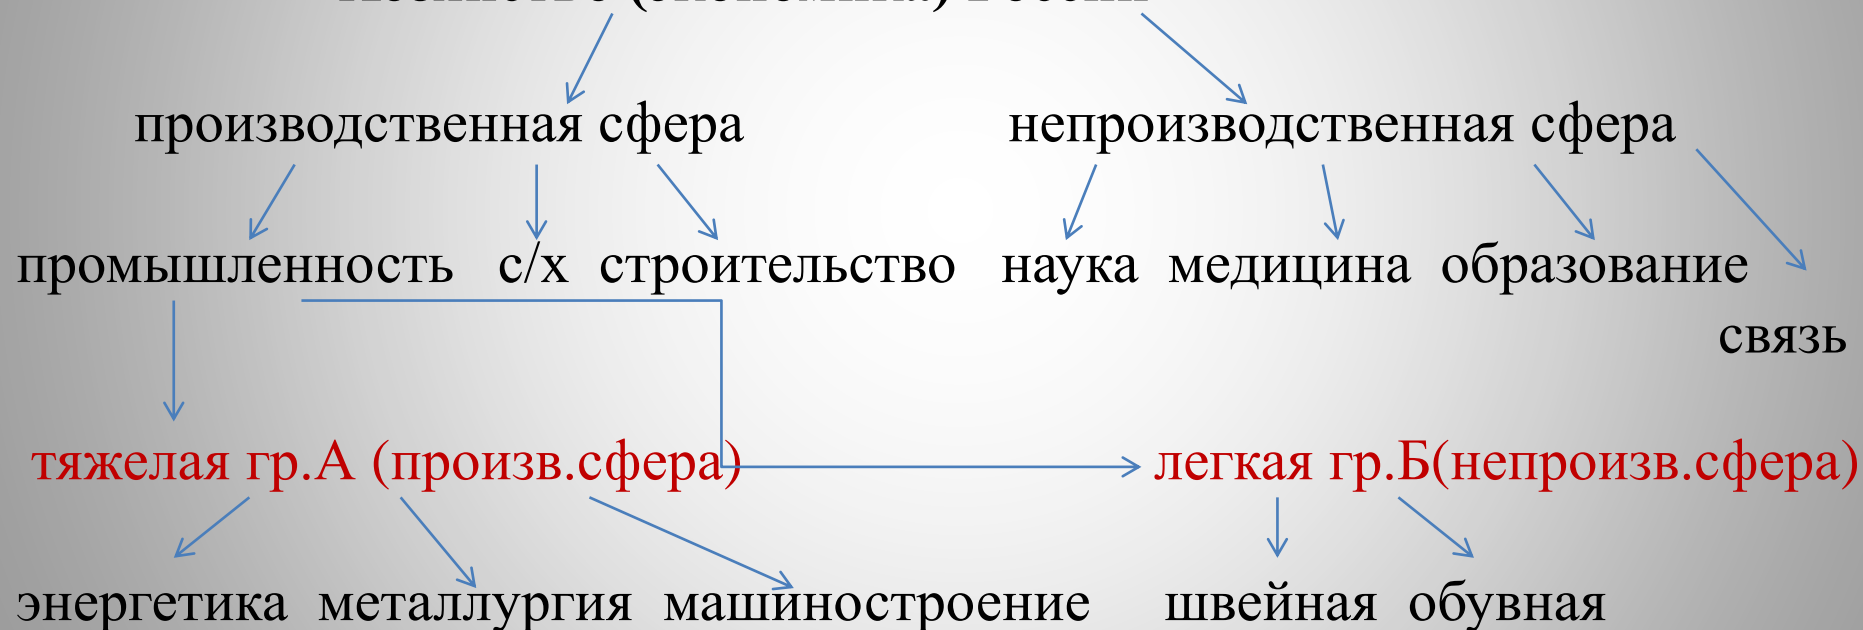 производственная сфера непроизводственная сфера
промышленность с/х строительство наука медицина образование
связь
тяжелая гр.А (произв.сфера) легкая гр.Б(непроизв.сфера)
энергетика металлургия машиностроение швейная обувная